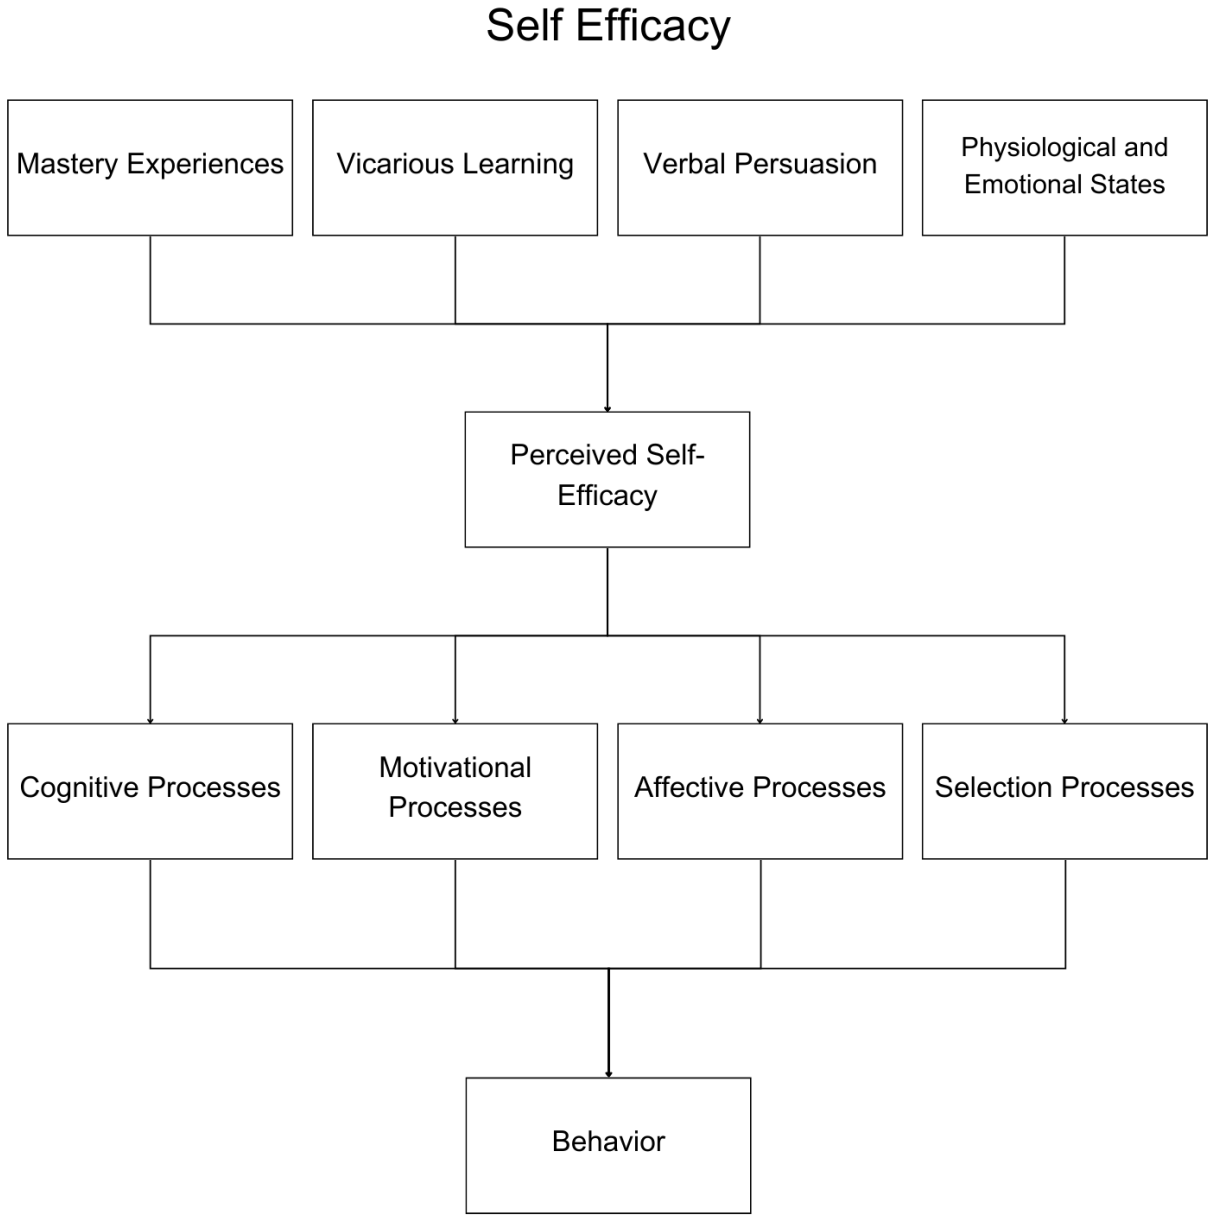 Self Efficacy
Mastery Experiences
Vicarious Learning
Verbal Persuasion
Physiological and
Emotional States
Perceived Self-
Efficacy
Cognitive Processes
Motivational
Processes
Affective Processes
Selection Processes
Behavior